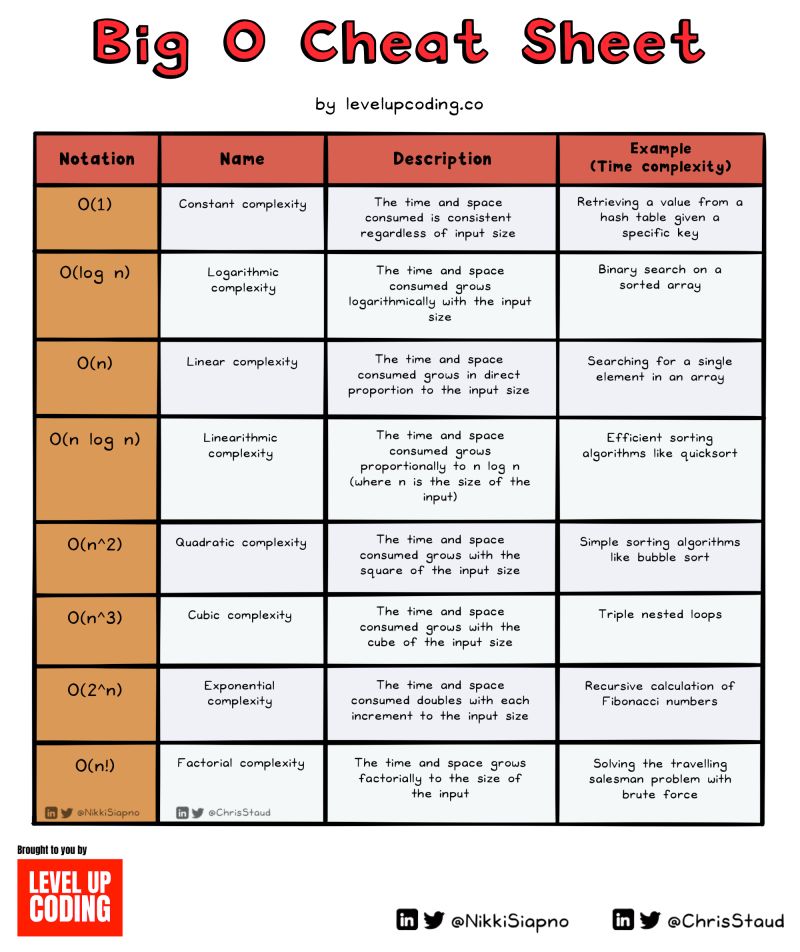 Big O Cheat Sheet
by levelupcoding.co
Notation
Name
Description
Example
(Time complexity)
O(1)
Constant complexity
The time and space
consumed is consistent
regardless of input size
Retrieving a value from a
hash table given a
specific key
O(log n)
Logarithmic
complexity
The time and space
consumed grows
logarithmically with the input
size
Binary search on a
sorted array
O(n)
Linear complexity
The time and space
consumed grows in direct
proportion to the input size
Searching for a single
element in an array
O(n log n)
Linearithmic
complexity
The time and space
consumed grows
proportionally to n log n
(where n is the size of the
input)
Efficient sorting
algorithms like quicksort
O(n^2)
Quadratic complexity
The time and space
consumed grows with the
square of the input size
Simple sorting algorithms
like bubble sort
O(n^3)
Cubic complexity
The time and space
consumed grows with the
cube of the input size
Triple nested loops
O(2^n)
Exponential
complexity
The time and space
consumed doubles with each
increment to the input size
Recursive calculation of
Fibonacci numbers
O(n!)
Factorial complexity
The time and space grows
factorially to the size of
the input
Solving the travelling
salesman problem with
brute force
in @NikkiSiapno
in @ChrisStaud
Brought to you by
LEVEL UP
CODING
in @NikkiSiapno
in @ChrisStaud